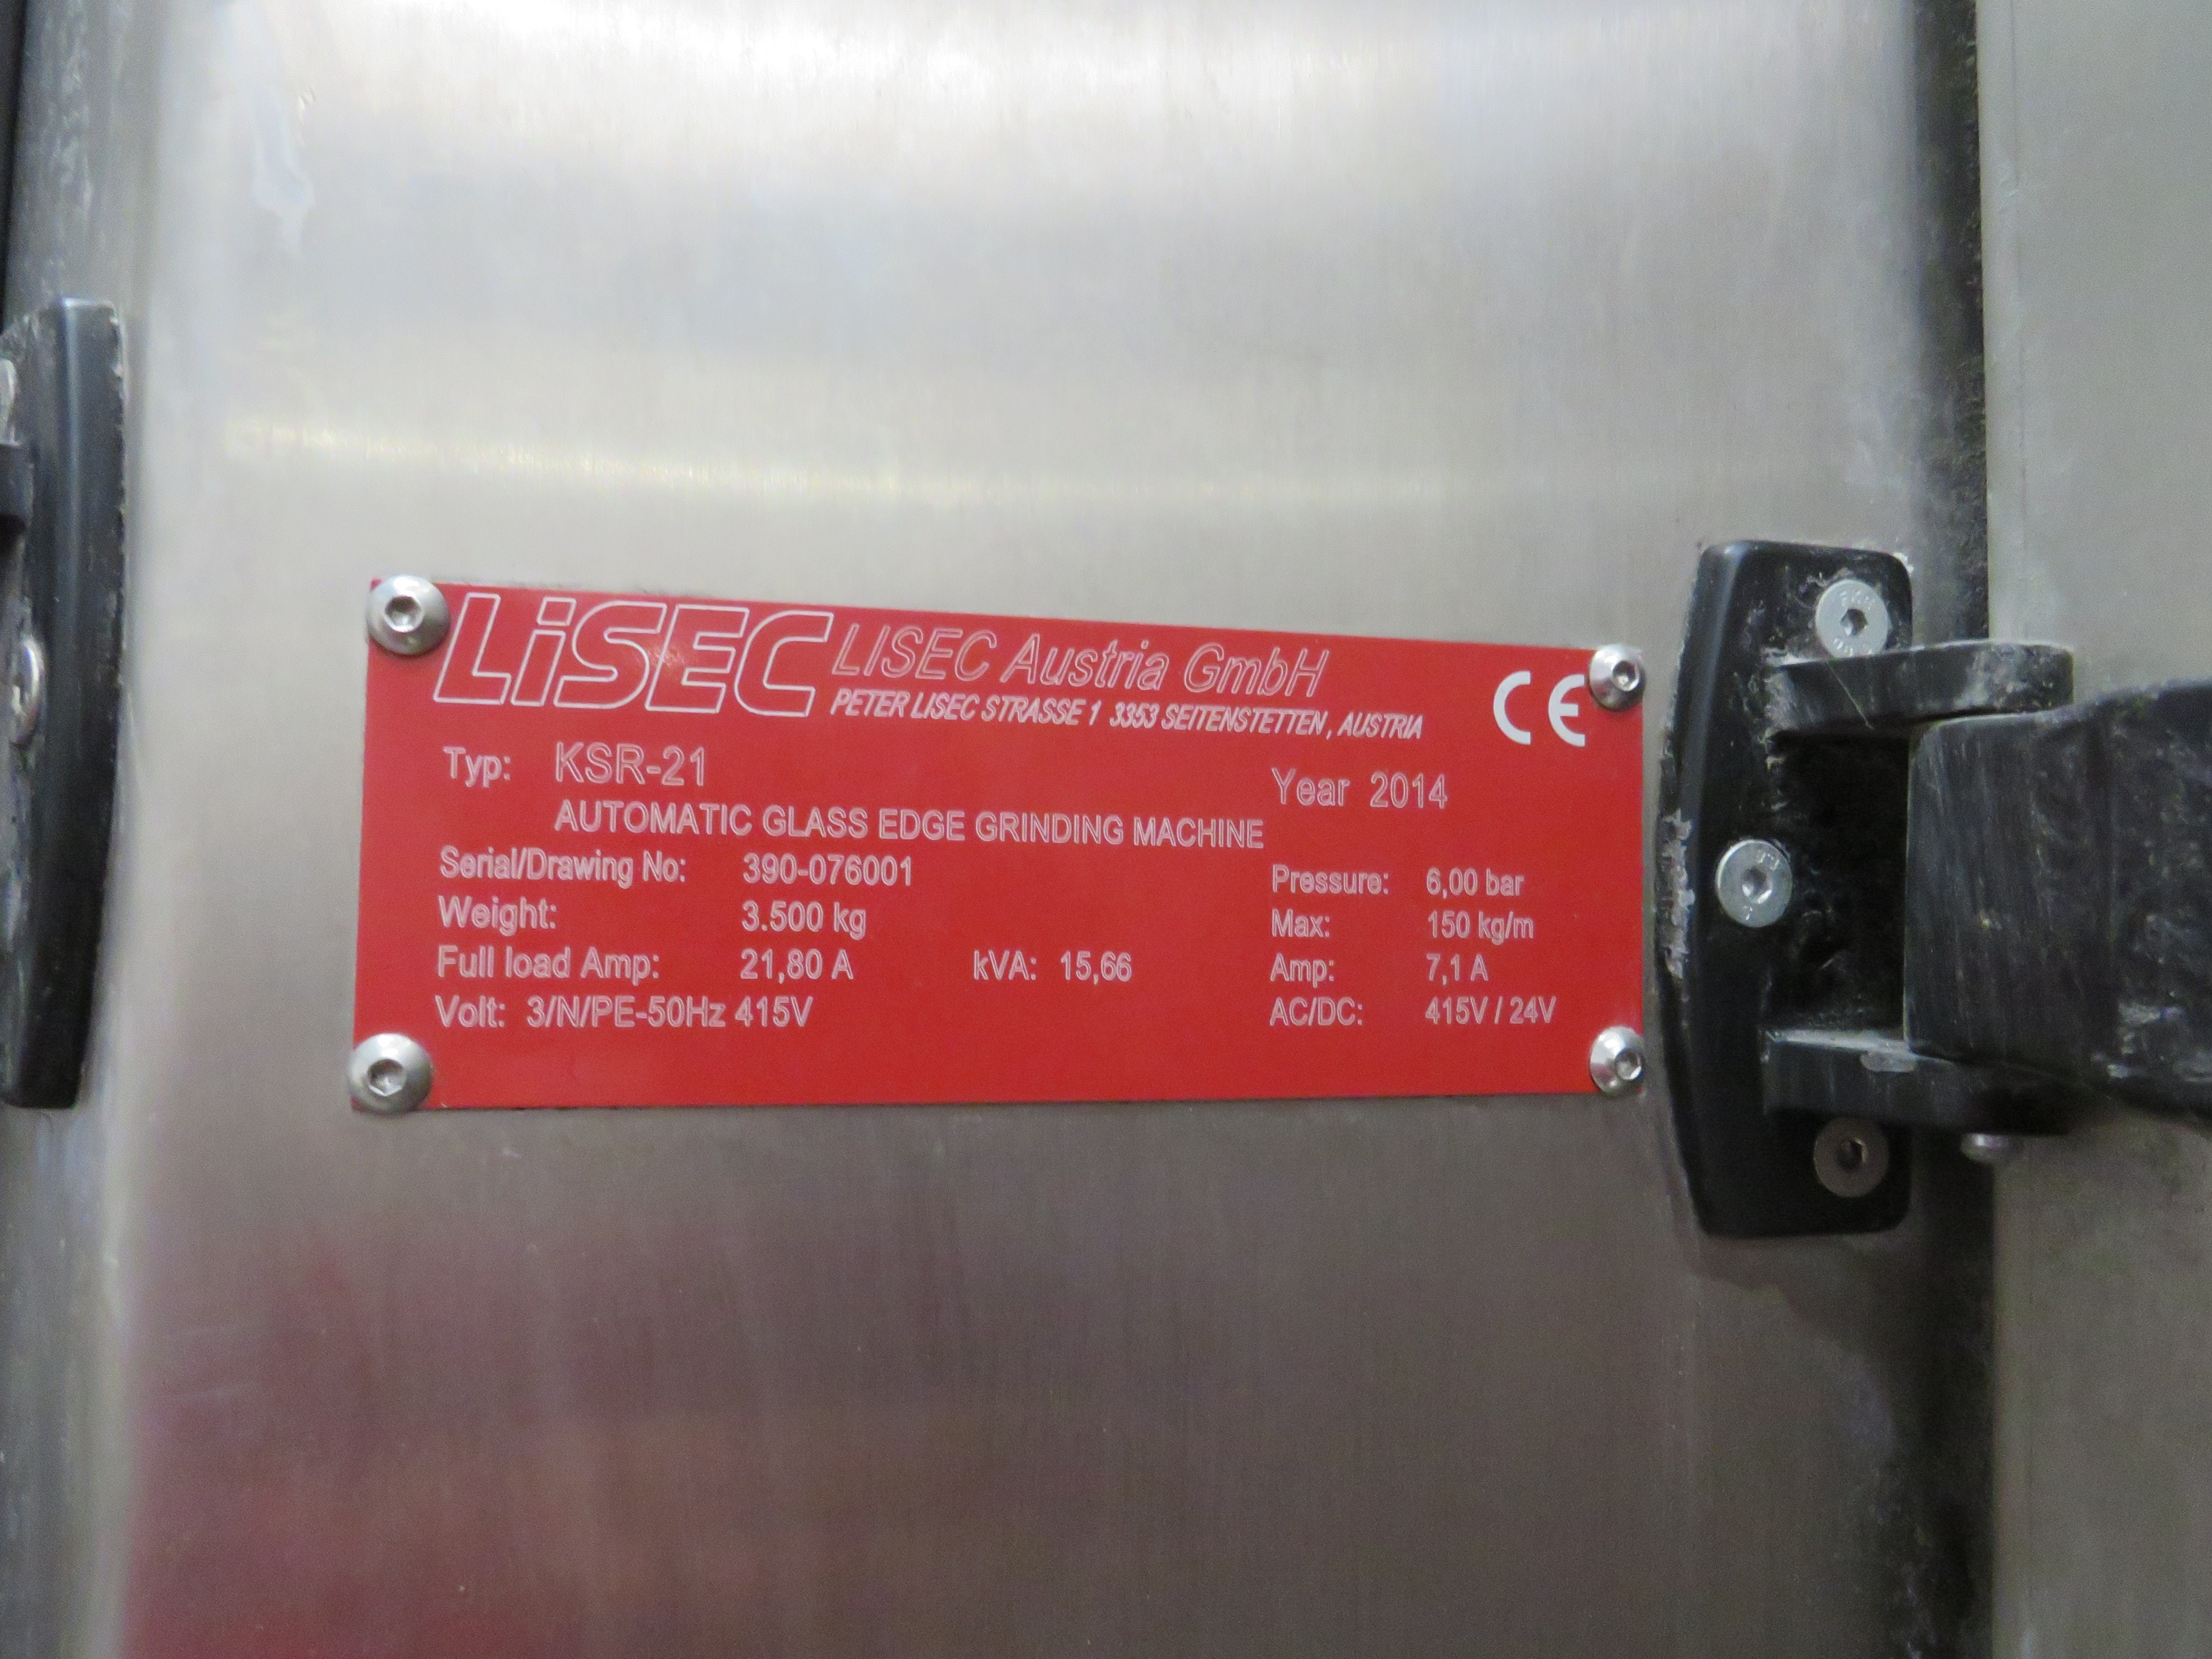 LiSEC LISEC Austria GmbH
PETER LISEC STRASSE 1 3353 SEITENSTETTEN, AUSTRIA
CE
Typ: KSR-21
Year 2014
AUTOMATIC GLASS EDGE GRINDING MACHINE
Serial/Drawing No: 390-076001
Pressure: 6,00 bar
Weight: 3.500 kg
Max: 150 kg/m
Full load Amp: 21,80 A kVA: 15,66
Amp: 7,1 A
Volt: 3/N/PE-50Hz 415V
AC/DC: 415V / 24V